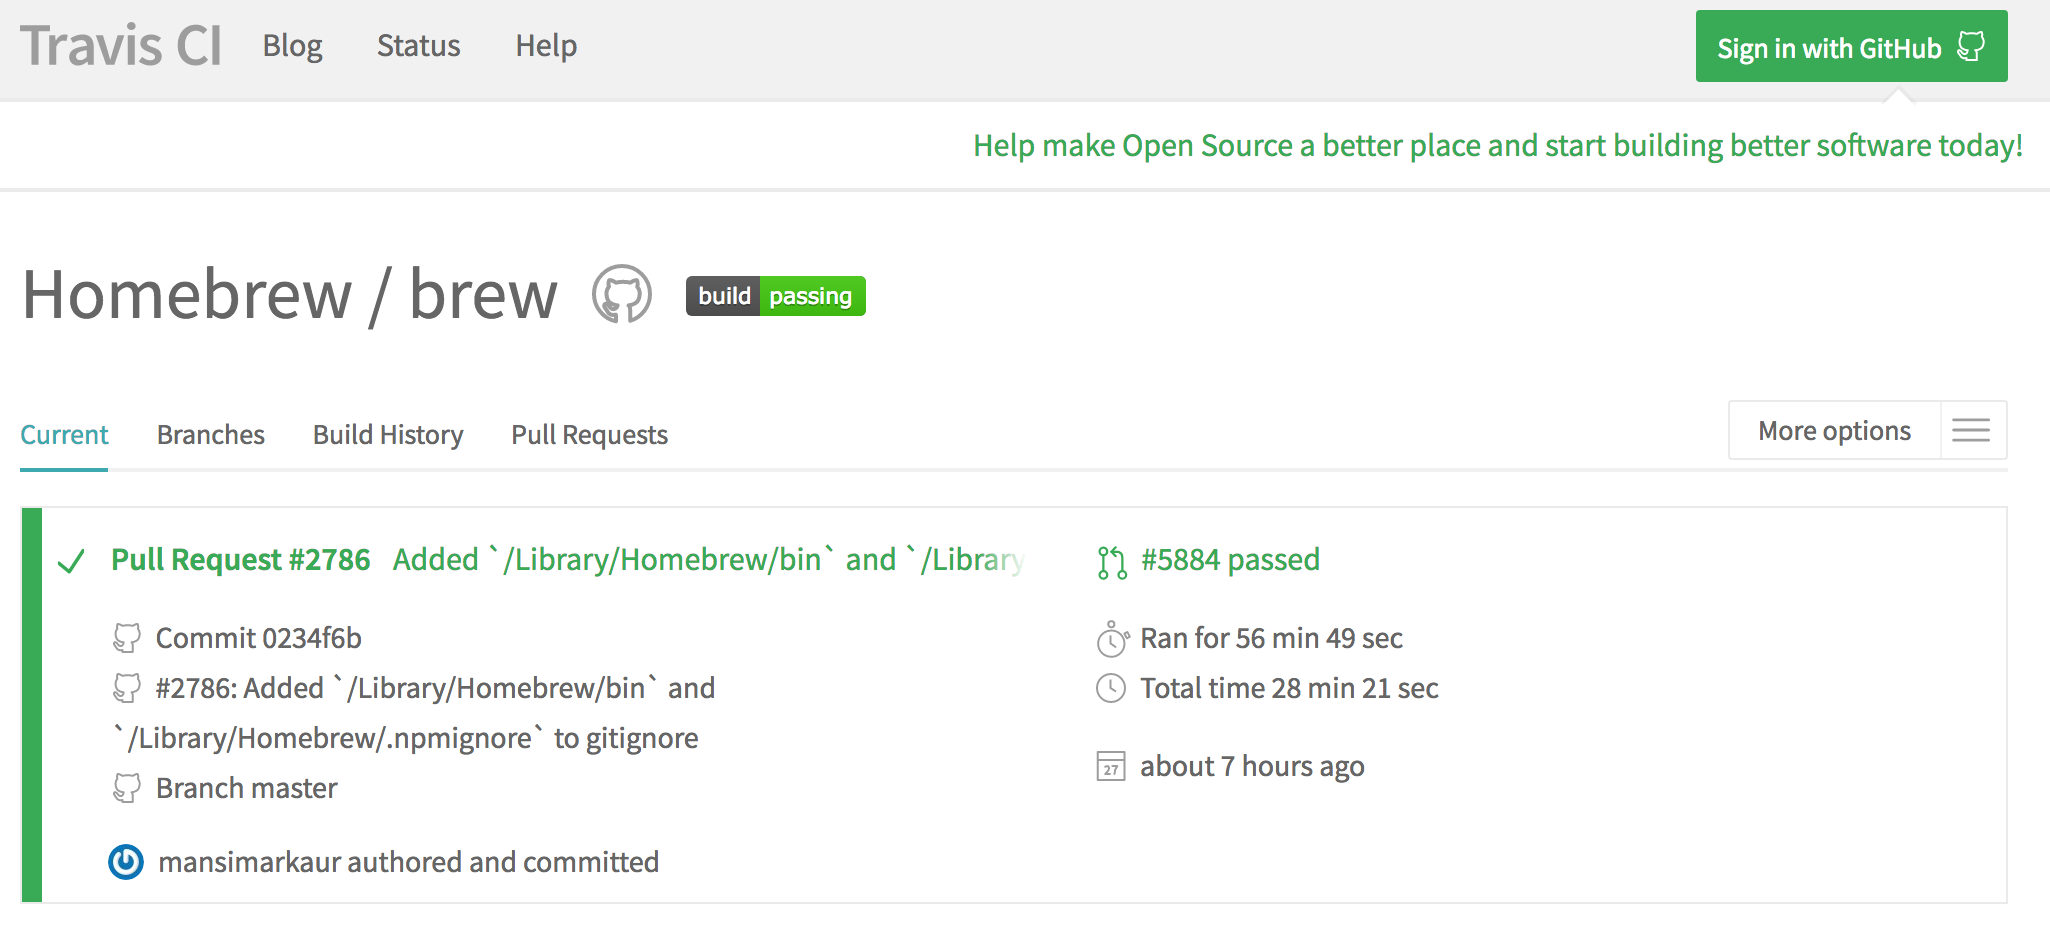 Travis CI Blog Status Help Sign in with GitHub
Help make Open Source a better place and start building better software today!
Homebrew / brew build passing
Current Branches Build History Pull Requests More options
Pull Request #2786 Added `/Library/Homebrew/bin` and `/Library
#5884 passed
Commit 0234f6b
#2786: Added `/Library/Homebrew/bin` and
`/Library/Homebrew/.npmignore` to gitignore
Branch master
mansimarkaur authored and committed
Ran for 56 min 49 sec
Total time 28 min 21 sec
27 about 7 hours ago